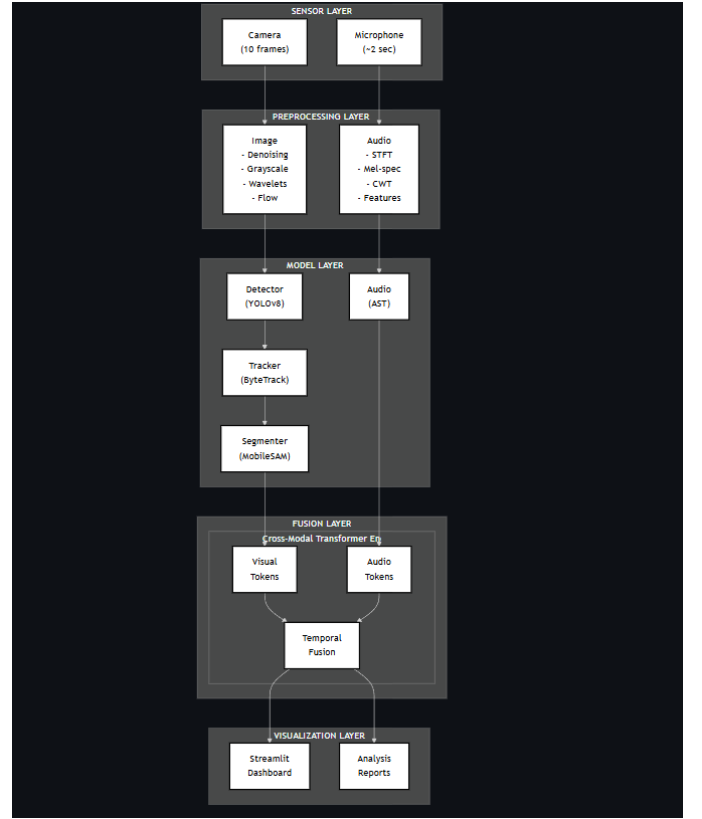 SENSOR LAYER
Camera
(10 frames)
Microphone
(~2 sec)
PREPROCESSING LAYER
Image
- Denoising
- Grayscale
- Wavelets
- Flow
Audio
- STFT
- Mel-spec
- CWT
- Features
MODEL LAYER
Detector
(YOLOv8)
Audio
(AST)
Tracker
(ByteTrack)
Segmenter
(MobileSAM)
FUSION LAYER
Cross-Modal Transformer En
Visual
Tokens
Audio
Tokens
Temporal
Fusion
VISUALIZATION LAYER
Streamlit
Dashboard
Analysis
Reports